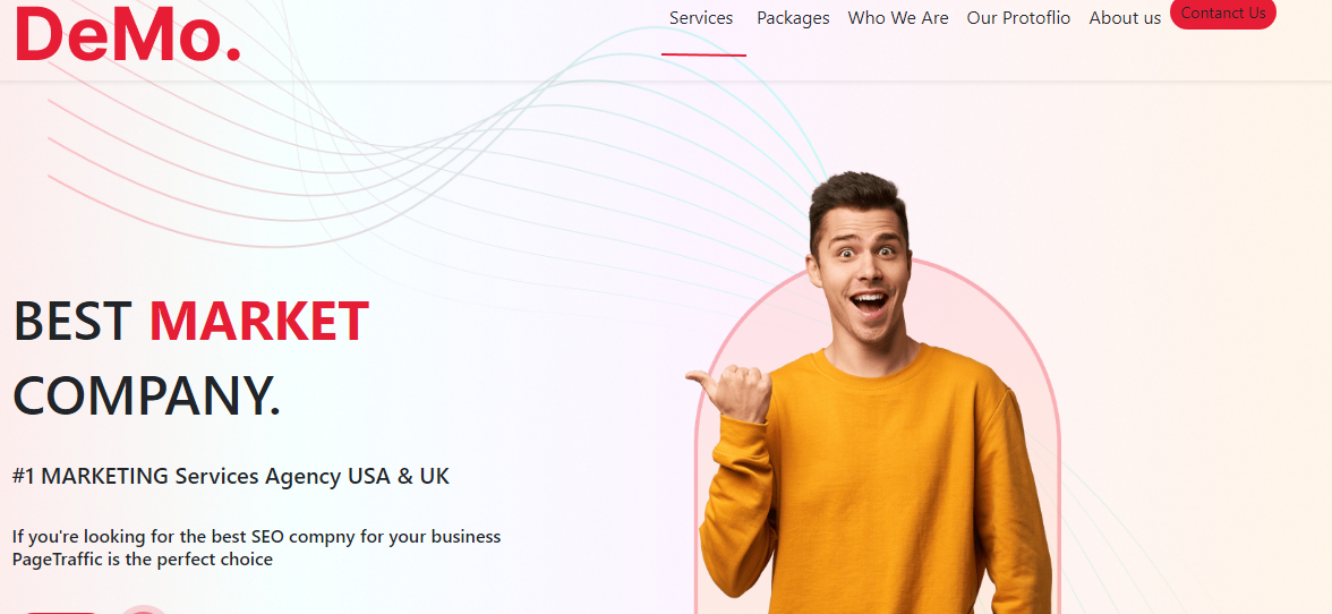 DeMo.
Services Packages Who We Are Our Protoflio About us Contanct Us
BEST MARKET
COMPANY.
#1 MARKETING Services Agency USA & UK
If you're looking for the best SEO compny for your business
PageTraffic is the perfect choice